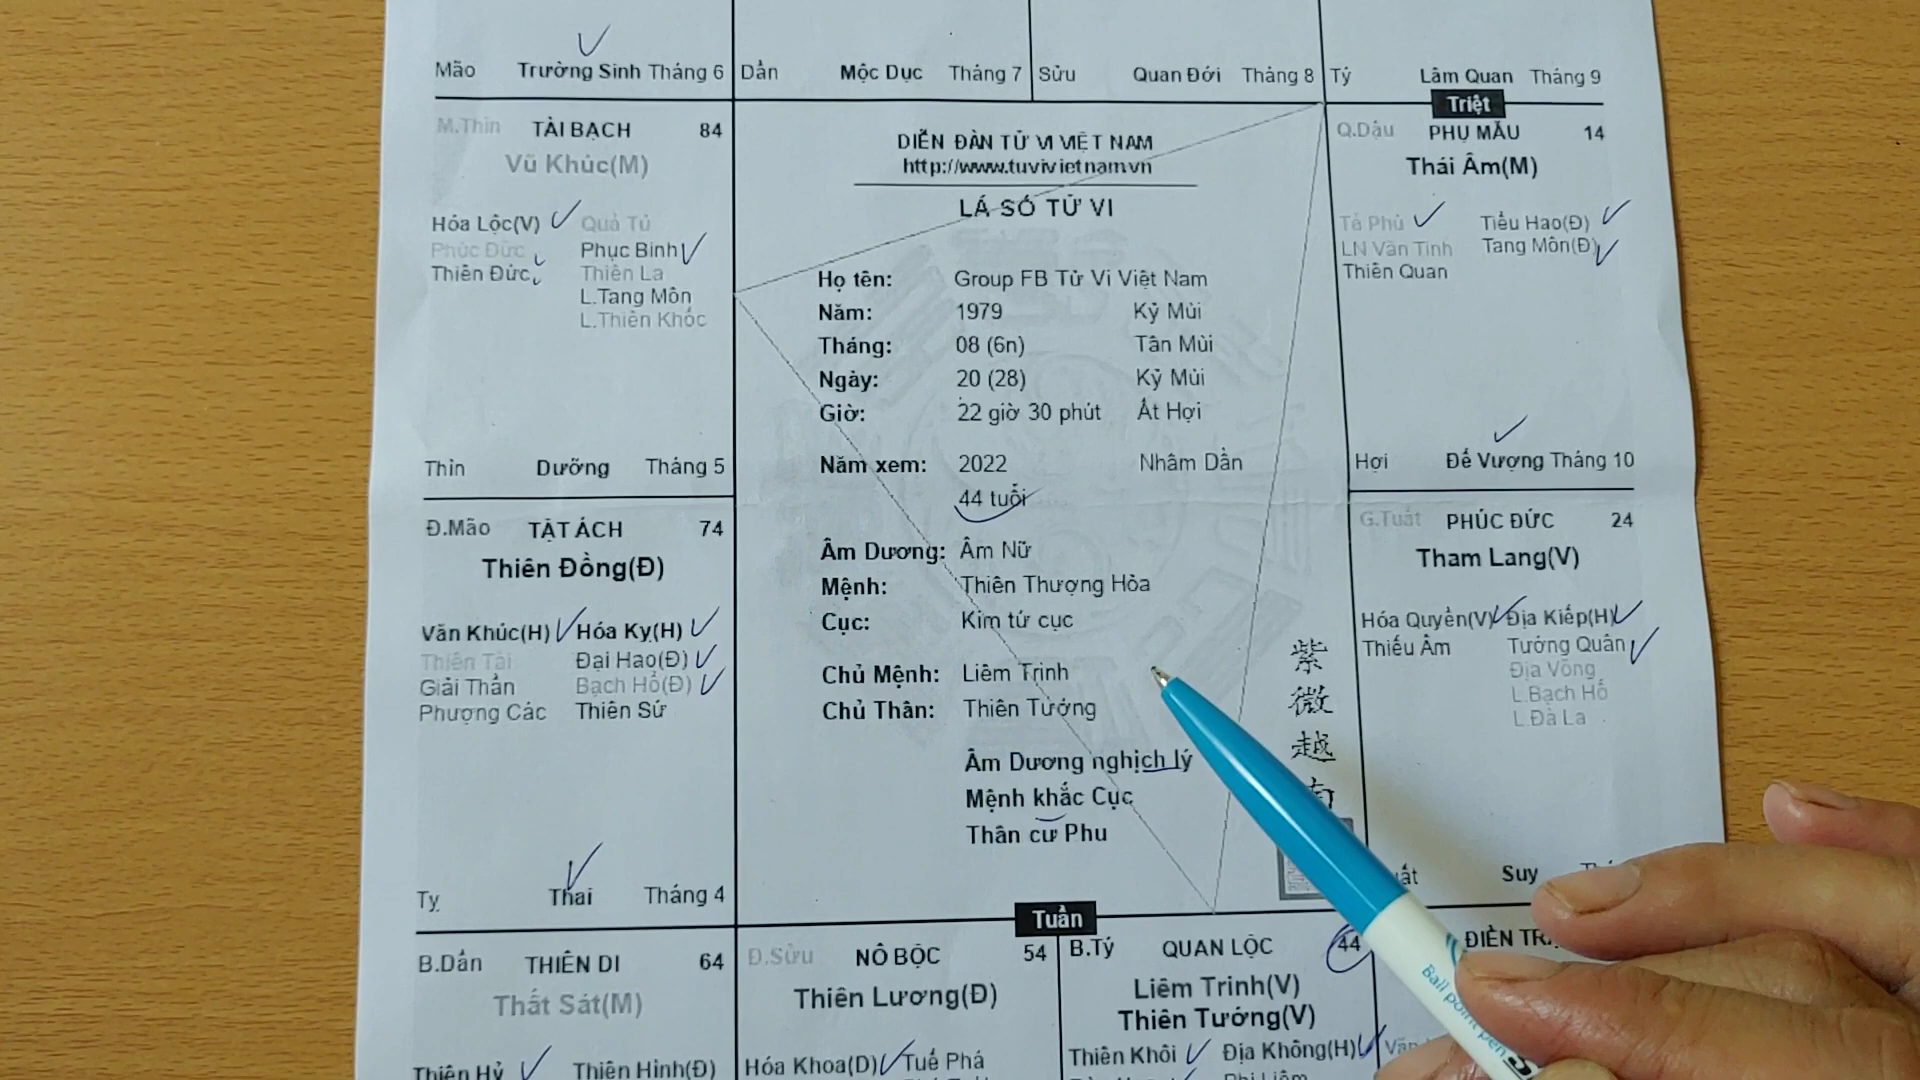 Mão Trường Sinh Tháng 6
Dần Mộc Dục Tháng 7
Sửu Quan Đới Tháng 8
Tý Lâm Quan Tháng 9
Triệt
M.Thìn TÀI BẠCH 84
Vũ Khúc(M)
Hóa Lộc(V) Quả Tú
Phúc Đức Phục Binh
Thiên Đức Thiên La
L.Tang Môn
L.Thiên Khốc
Thìn Dưỡng Tháng 5
DIỄN ĐÀN TỬ VI VIỆT NAM
http://www.tuvivietnam.vn
LÁ SỐ TỬ VI
Họ tên: Group FB Tử Vi Việt Nam
Năm: 1979 Kỷ Mùi
Tháng: 08 (6n) Tân Mùi
Ngày: 20 (28) Kỷ Mùi
Giờ: 22 giờ 30 phút Ất Hợi
Năm xem: 2022 Nhâm Dần
44 tuổi
Âm Dương: Âm Nữ
Mệnh: Thiên Thượng Hỏa
Cục: Kim tứ cục
Chủ Mệnh: Liêm Trinh
Chủ Thân: Thiên Tướng
Âm Dương nghịch lý
Mệnh khắc Cục
Thân cư Phu
紫
微
越
南
Q.Dậu PHỤ MẪU 14
Thái Âm(M)
Tả Phù Tiểu Hao(Đ)
LN Văn Tinh Tang Môn(Đ)
Thiên Quan
Hợi Đế Vượng Tháng 10
Đ.Mão TẬT ÁCH 74
Thiên Đồng(Đ)
Văn Khúc(H) Hóa Kỵ(H)
Thiên Tài Đại Hao(Đ)
Giải Thần Bạch Hổ(Đ)
Phượng Các Thiên Sứ
Tỵ Thai Tháng 4
G.Tuất PHÚC ĐỨC 24
Tham Lang(V)
Hóa Quyền(V) Địa Kiếp(H)
Thiếu Âm Tướng Quân
Địa Võng
L.Bạch Hổ
L.Đà La
Suy
Tuần
B.Dần THIÊN DI 64
Thất Sát(M)
Thiên Hỷ Thiên Hình(Đ)
Đ.Sửu NÔ BỘC 54
Thiên Lương(Đ)
Hóa Khoa(D) Tuế Phá
B.Tý QUAN LỘC 44
Liêm Trinh(V)
Thiên Tướng(V)
Thiên Khôi Địa Không(H)
Phi Liêm
ĐIỀN
Ball point pen